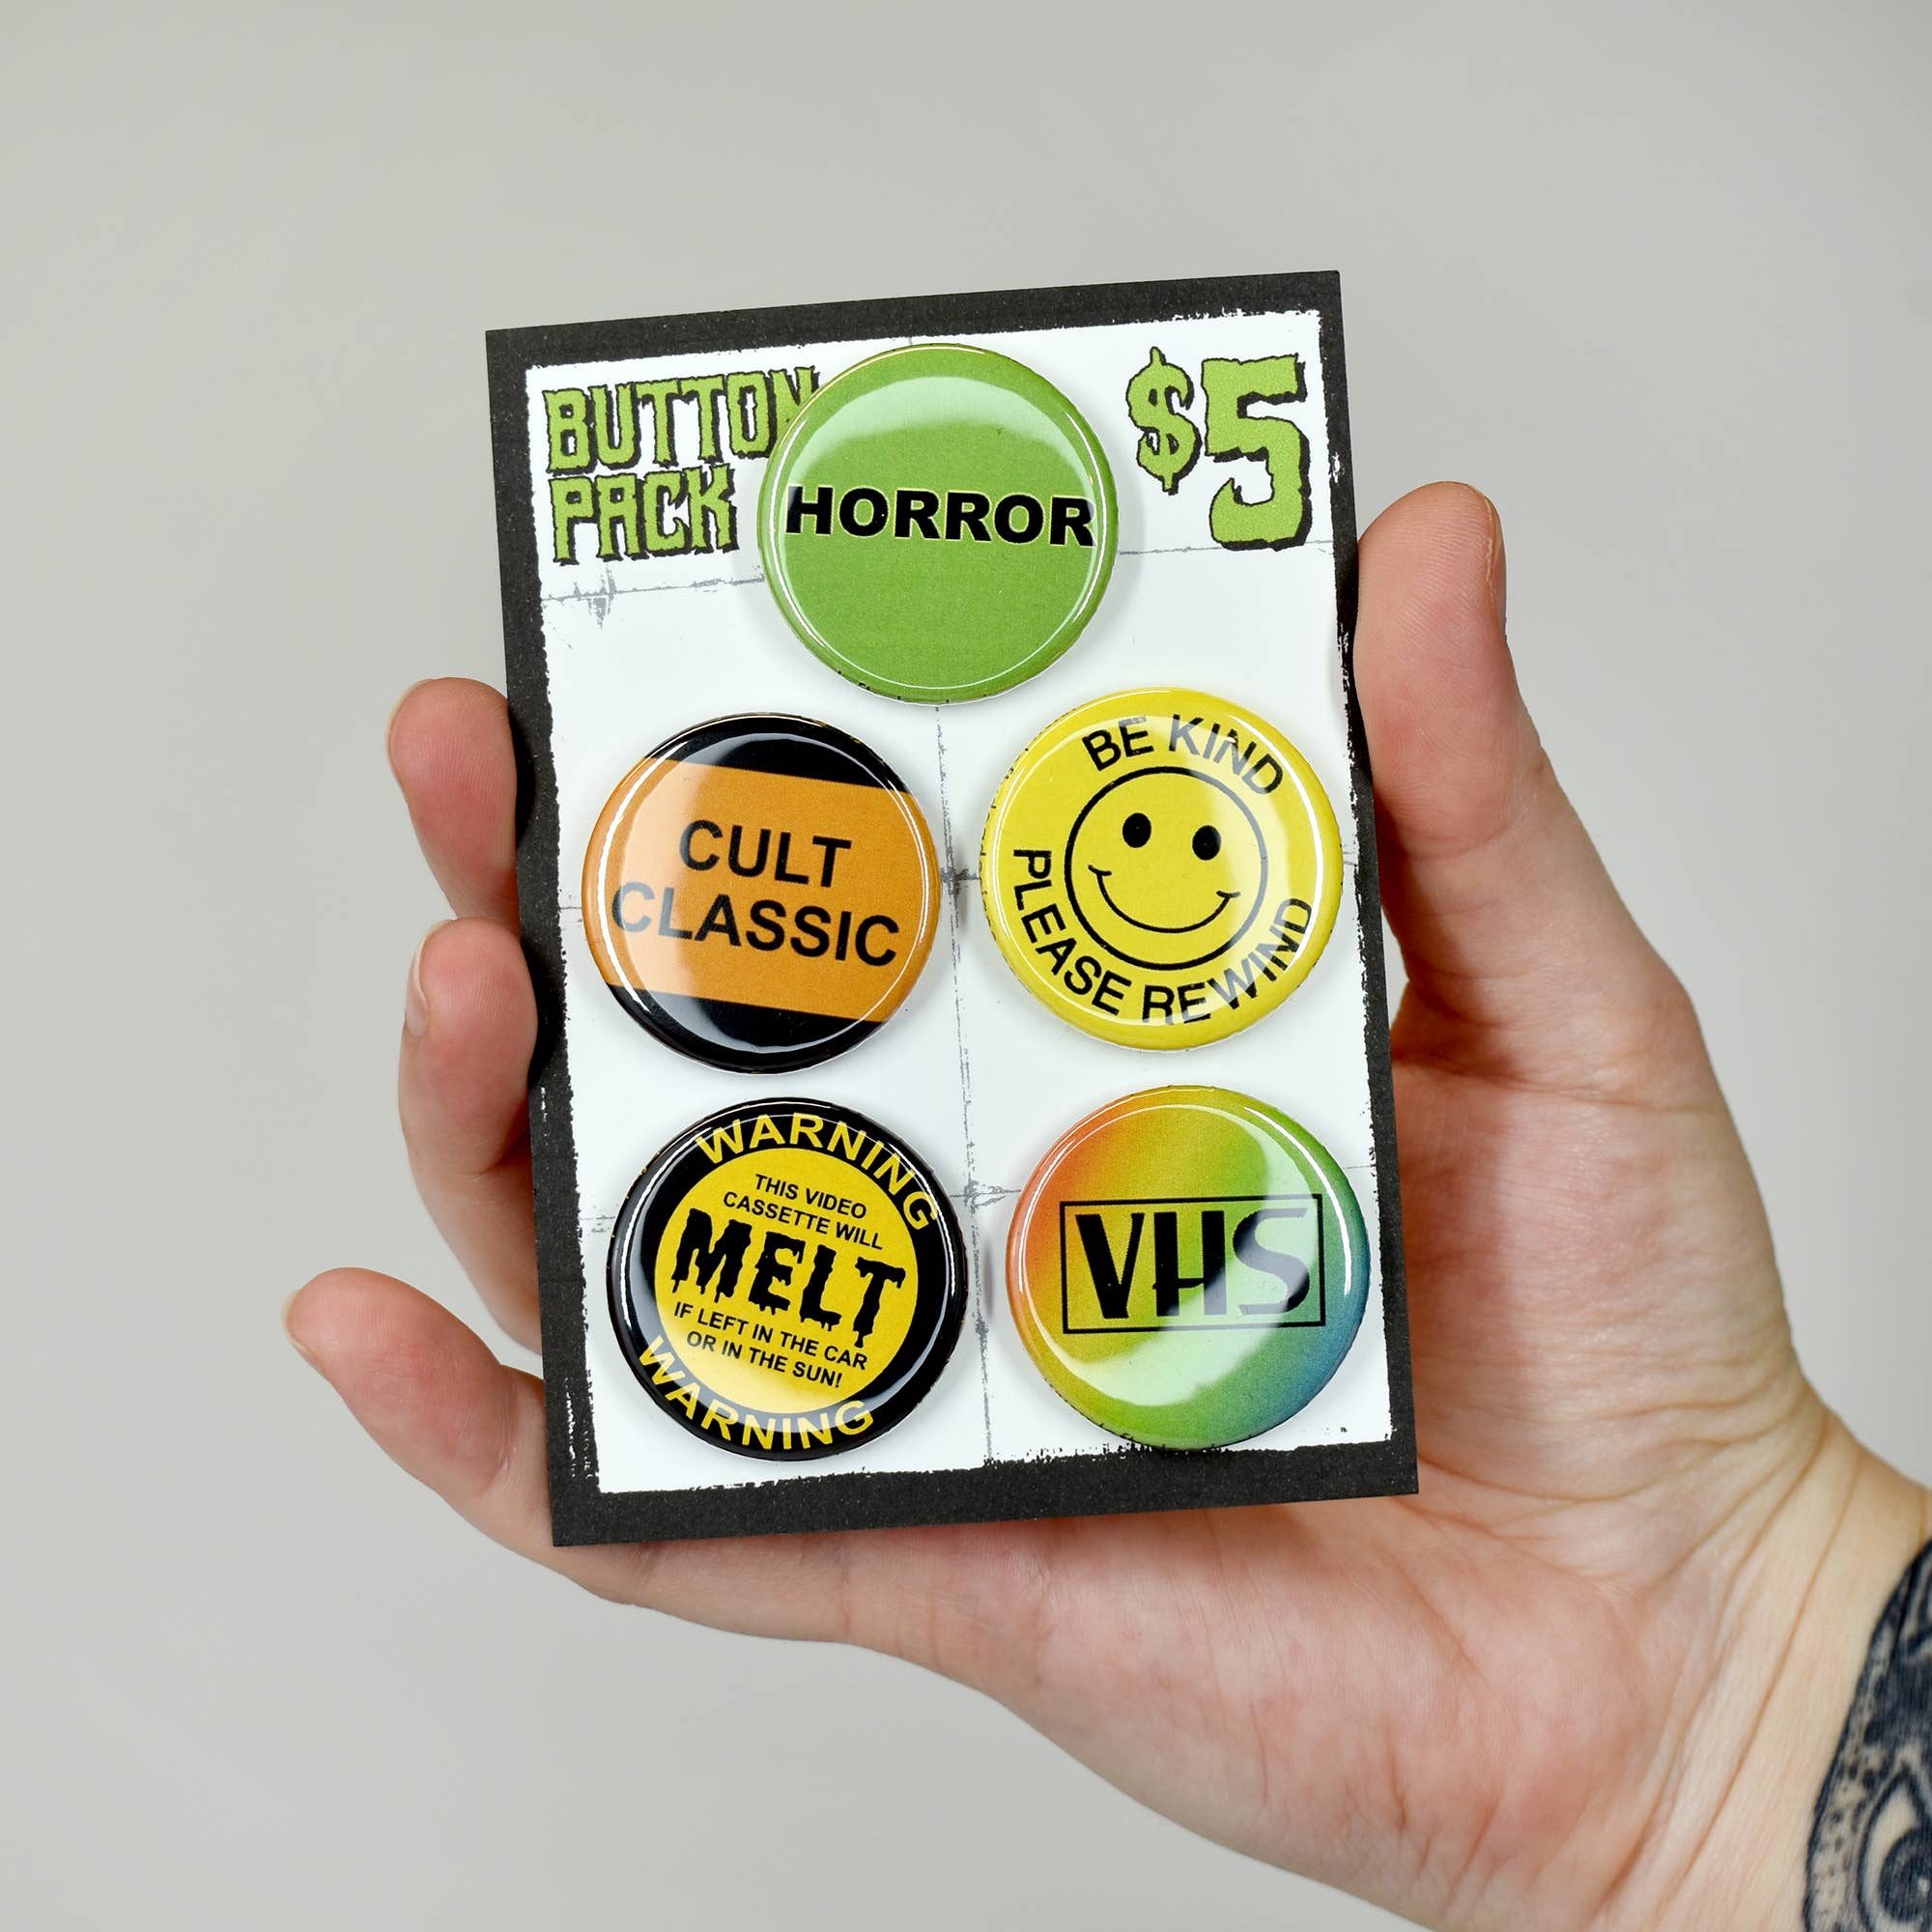 BUTTON
PACK
$5
HORROR
CULT
CLASSIC
BE KIND
PLEASE REWIND
WARNING
THIS VIDEO
CASSETTE WILL
MELT
IF LEFT IN THE CAR
OR IN THE SUN!
WARNING
VHS